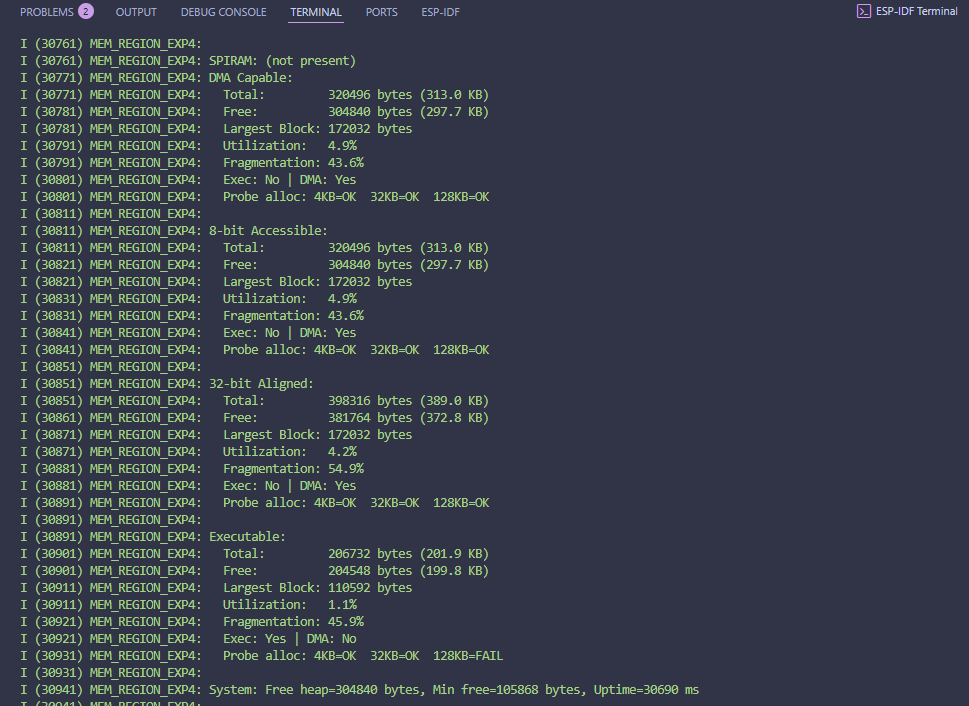 PROBLEMS 2 OUTPUT DEBUG CONSOLE TERMINAL PORTS ESP-IDF ESP-IDF Terminal
I (30761) MEM_REGION_EXP4:
I (30761) MEM_REGION_EXP4: SPIRAM: (not present)
I (30771) MEM_REGION_EXP4: DMA Capable:
I (30771) MEM_REGION_EXP4:   Total:         320496 bytes (313.0 KB)
I (30781) MEM_REGION_EXP4:   Free:          304840 bytes (297.7 KB)
I (30781) MEM_REGION_EXP4:   Largest Block: 172032 bytes
I (30791) MEM_REGION_EXP4:   Utilization:   4.9%
I (30791) MEM_REGION_EXP4:   Fragmentation: 43.6%
I (30801) MEM_REGION_EXP4:   Exec: No | DMA: Yes
I (30801) MEM_REGION_EXP4:   Probe alloc: 4KB=OK  32KB=OK  128KB=OK
I (30811) MEM_REGION_EXP4:
I (30811) MEM_REGION_EXP4: 8-bit Accessible:
I (30811) MEM_REGION_EXP4:   Total:         320496 bytes (313.0 KB)
I (30821) MEM_REGION_EXP4:   Free:          304840 bytes (297.7 KB)
I (30821) MEM_REGION_EXP4:   Largest Block: 172032 bytes
I (30831) MEM_REGION_EXP4:   Utilization:   4.9%
I (30831) MEM_REGION_EXP4:   Fragmentation: 43.6%
I (30841) MEM_REGION_EXP4:   Exec: No | DMA: Yes
I (30841) MEM_REGION_EXP4:   Probe alloc: 4KB=OK  32KB=OK  128KB=OK
I (30851) MEM_REGION_EXP4:
I (30851) MEM_REGION_EXP4: 32-bit Aligned:
I (30851) MEM_REGION_EXP4:   Total:         398316 bytes (389.0 KB)
I (30861) MEM_REGION_EXP4:   Free:          381764 bytes (372.8 KB)
I (30871) MEM_REGION_EXP4:   Largest Block: 172032 bytes
I (30871) MEM_REGION_EXP4:   Utilization:   4.2%
I (30881) MEM_REGION_EXP4:   Fragmentation: 54.9%
I (30881) MEM_REGION_EXP4:   Exec: No | DMA: Yes
I (30891) MEM_REGION_EXP4:   Probe alloc: 4KB=OK  32KB=OK  128KB=OK
I (30891) MEM_REGION_EXP4:
I (30891) MEM_REGION_EXP4: Executable:
I (30901) MEM_REGION_EXP4:   Total:         206732 bytes (201.9 KB)
I (30901) MEM_REGION_EXP4:   Free:          204548 bytes (199.8 KB)
I (30911) MEM_REGION_EXP4:   Largest Block: 110592 bytes
I (30911) MEM_REGION_EXP4:   Utilization:   1.1%
I (30921) MEM_REGION_EXP4:   Fragmentation: 45.9%
I (30921) MEM_REGION_EXP4:   Exec: Yes | DMA: No
I (30931) MEM_REGION_EXP4:   Probe alloc: 4KB=OK  32KB=OK  128KB=FAIL
I (30931) MEM_REGION_EXP4:
I (30941) MEM_REGION_EXP4: System: Free heap=304840 bytes, Min free=105868 bytes, Uptime=30690 ms
I (30941) MEM_REGION_EXP4: